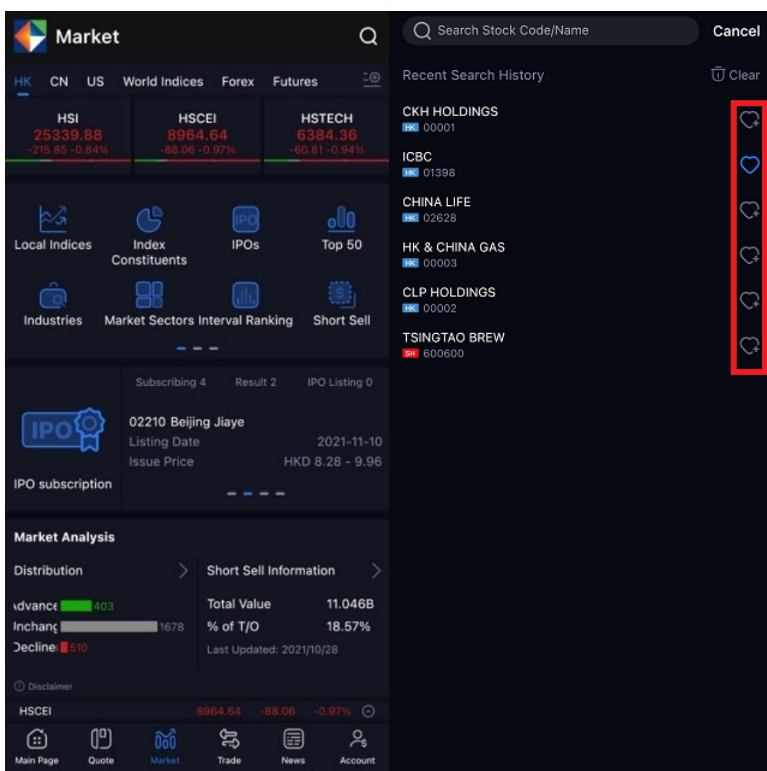 Market
HK CN US World Indices Forex Futures
HSI HSCEI HSTECH
25339.88 8964.64 6384.36
-215.85 -0.84% -88.06 -0.97% -60.81 -0.94%
IPO
Local Indices Index Constituents IPOs Top 50
Industries Market Sectors Interval Ranking Short Sell
Subscribing 4 Result 2 IPO Listing 0
IPO
02210 Beijing Jiaye
Listing Date 2021-11-10
Issue Price HKD 8.28 - 9.96
IPO subscription
Market Analysis
Distribution
Advance 403
Unchang 1678
Decline 510
Short Sell Information
Total Value 11.046B
% of T/O 18.57%
Last Updated: 2021/10/28
Disclaimer
HSCEI 8964.64 -88.06 -0.97%
Main Page Quote Market Trade News Account
Search Stock Code/Name Cancel
Recent Search History Clear
CKH HOLDINGS
HK 00001
ICBC
HK 01398
CHINA LIFE
HK 02628
HK & CHINA GAS
HK 00003
CLP HOLDINGS
HK 00002
TSINGTAO BREW
SH 600600